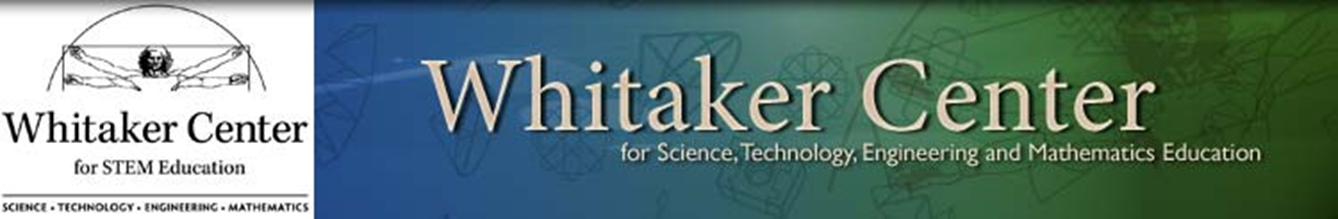 Whitaker Center
for STEM Education
SCIENCE • TECHNOLOGY • ENGINEERING • MATHEMATICS
Whitaker Center
for Science, Technology, Engineering and Mathematics Education